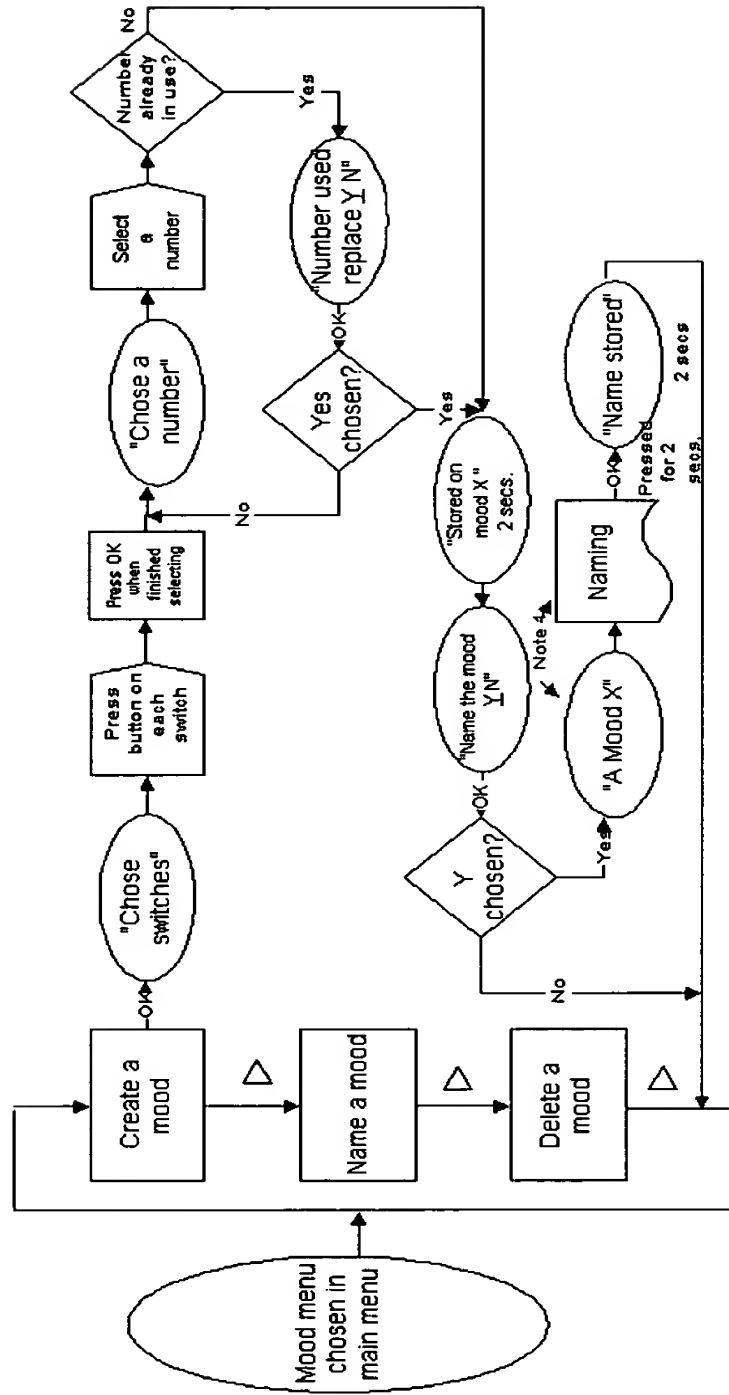 Mood menu
chosen in
main menu
Create a
mood
Name a mood
Delete a
mood
OK
"Chose
switches"
Press
button on
each
switch
Press OK
when
finished
selecting
"Chose a
number"
Select
a
number
Number
already
in use?
No
Yes
"Number used
replace Y N"
OK
Yes
chosen?
No
Yes
"Stored on
mood X"
2 secs.
"Name the mood
Y N"
OK
Y
chosen?
No
Yes
"A Mood X"
Note 4
Naming
OK
Pressed
for 2
secs.
"Name stored"
2 secs